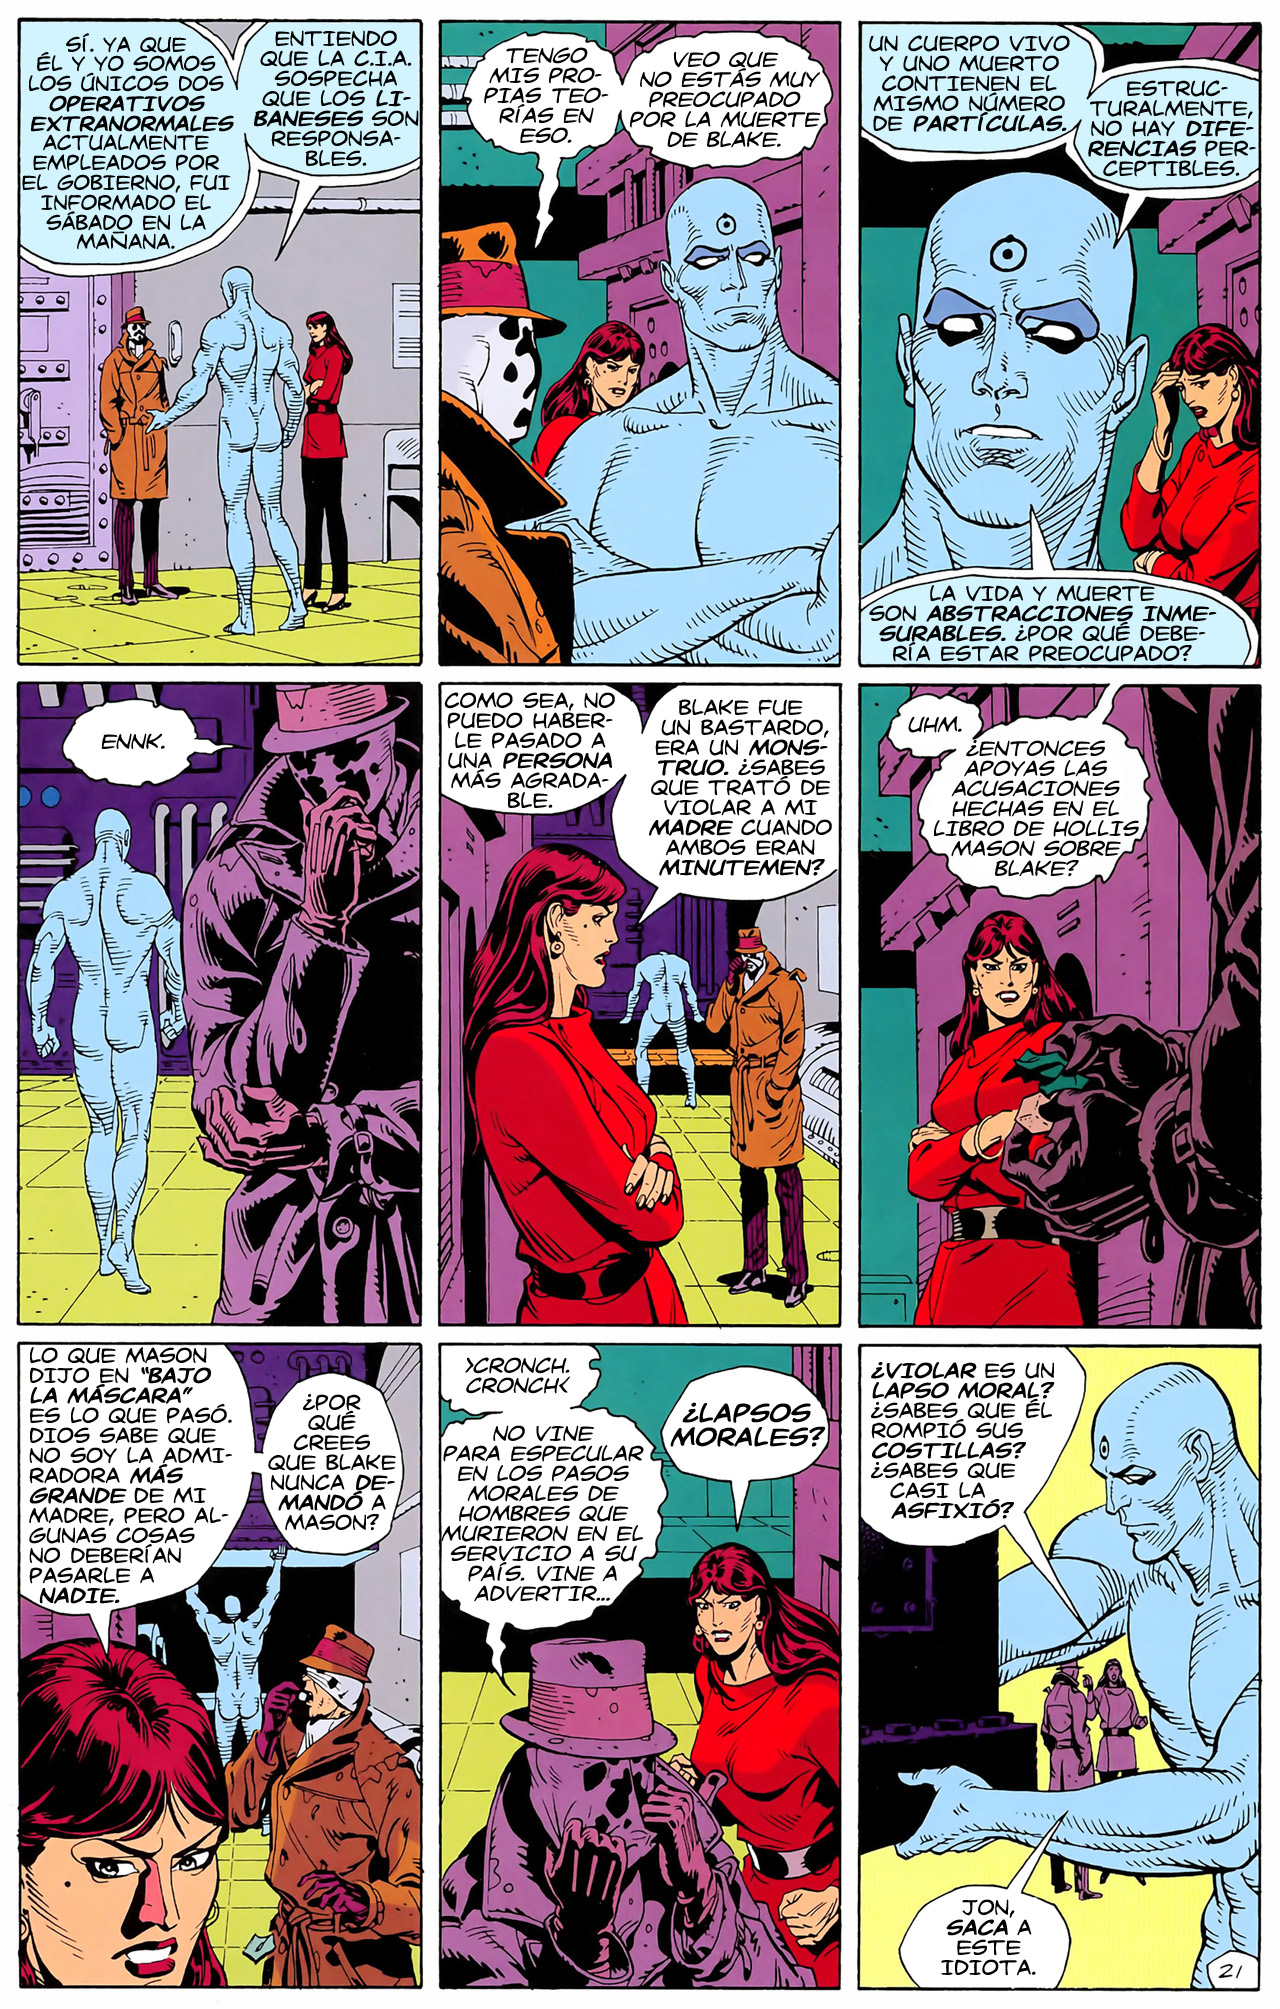 SÍ. YA QUE
ÉL Y YO SOMOS
LOS ÚNICOS DOS
OPERATIVOS
EXTRANORMALES
ACTUALMENTE
EMPLEADOS POR
EL GOBIERNO, FUI
INFORMADO EL
SÁBADO EN LA
MAÑANA.
ENTIENDO
QUE LA C.I.A.
SOSPECHA
QUE LOS LI-
BANESES SON
RESPONSA-
BLES.
TENGO
MIS PRO-
PIAS TEO-
RÍAS EN
ESO.
VEO QUE
NO ESTÁS MUY
PREOCUPADO
POR LA MUERTE
DE BLAKE.
UN CUERPO VIVO
Y UNO MUERTO
CONTIENEN EL
MISMO NÚMERO
DE PARTÍCULAS.
ESTRUC-
TURALMENTE,
NO HAY DIFE-
RENCIAS PER-
CEPTIBLES.
LA VIDA Y MUERTE
SON ABSTRACCIONES INME-
SURABLES. ¿POR QUÉ DEBE-
RÍA ESTAR PREOCUPADO?
ENNK.
COMO SEA, NO
PUEDO HABER-
LE PASADO A
UNA PERSONA
MÁS AGRADA-
BLE.
BLAKE FUE
UN BASTARDO,
ERA UN MONS-
TRUO. ¿SABES
QUE TRATÓ DE
VIOLAR A MI
MADRE CUANDO
AMBOS ERAN
MINUTEMEN?
UHM.
¿ENTONCES
APOYAS LAS
ACUSACIONES
HECHAS EN EL
LIBRO DE HOLLIS
MASON SOBRE
BLAKE?
LO QUE MASON
DIJO EN "BAJO
LA MÁSCARA"
ES LO QUE PASÓ.
DIOS SABE QUE
NO SOY LA ADMI-
RADORA MÁS
GRANDE DE MI
MADRE, PERO AL-
GUNAS COSAS
NO DEBERÍAN
PASARLE A
NADIE.
¿POR
QUÉ
CREES
QUE BLAKE
NUNCA DE-
MANDÓ A
MASON?
>CRONCH.
CRONCH<
NO VINE
PARA ESPECULAR
EN LOS PASOS
MORALES DE
HOMBRES QUE
MURIERON EN EL
SERVICIO A SU
PAÍS. VINE A
ADVERTIR...
¿LAPSOS
MORALES?
¿VIOLAR ES UN
LAPSO MORAL?
¿SABES QUE ÉL
ROMPIÓ SUS
COSTILLAS?
¿SABES QUE
CASI LA
ASFIXIÓ?
JON,
SACA A
ESTE
IDIOTA.
21